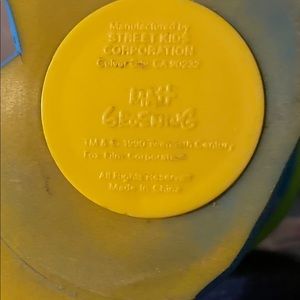 Manufactured by
STREET KIDS
CORPORATION
Culver City, CA 90232
MATT
GROENING
TM & © 1990 Twentieth Century
Fox Film Corporation
All Rights Reserved
Made In China